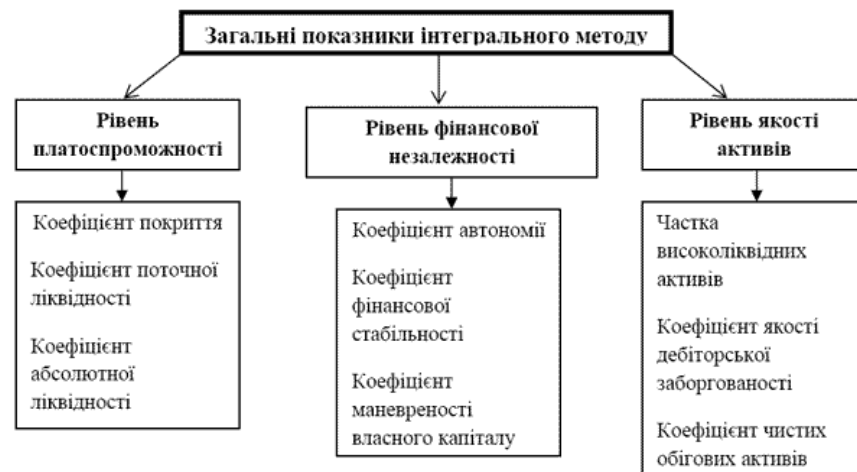 Загальні показники інтегрального методу
Рівень
платоспроможності
Рівень фінансової
незалежності
Рівень якості
активів
Коефіцієнт покриття
Коефіцієнт поточної
ліквідності
Коефіцієнт
абсолютної
ліквідності
Коефіцієнт автономії
Коефіцієнт
фінансової
стабільності
Коефіцієнт
маневреності
власного капіталу
Частка
високоліквідних
активів
Коефіцієнт якості
дебіторської
заборгованості
Коефіцієнт чистих
обігових активів